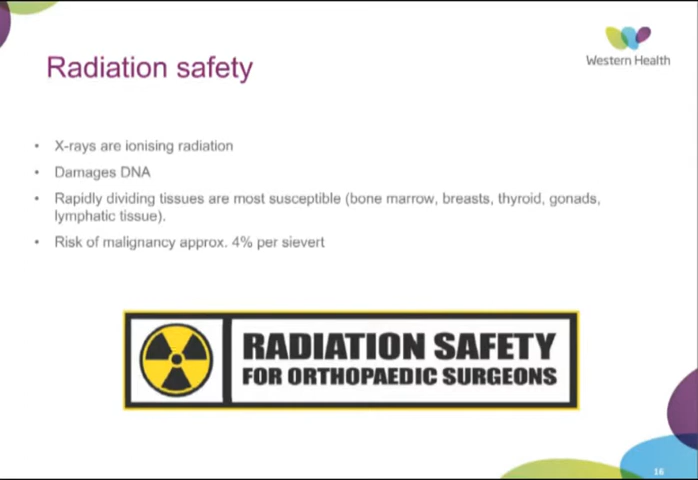 Western Health
Radiation safety
• X-rays are ionising radiation
• Damages DNA
• Rapidly dividing tissues are most susceptible (bone marrow, breasts, thyroid, gonads,
lymphatic tissue).
• Risk of malignancy approx. 4% per sievert
RADIATION SAFETY
FOR ORTHOPAEDIC SURGEONS
16